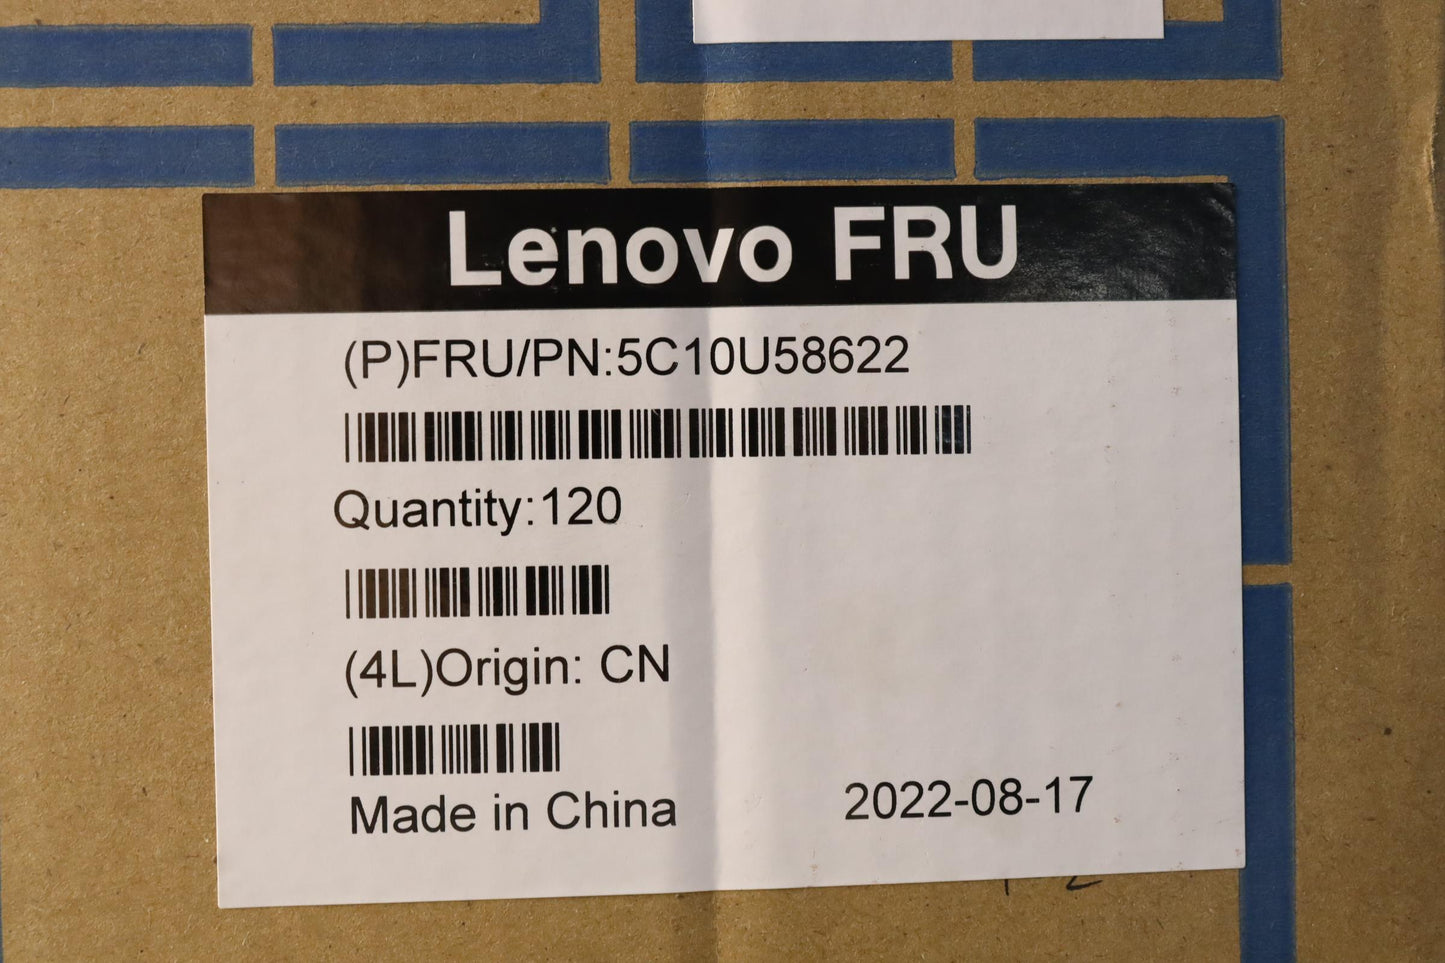 Lenovo FRU
(P)FRU/PN:5C10U58622
Quantity:120
(4L)Origin: CN
Made in China
2022-08-17